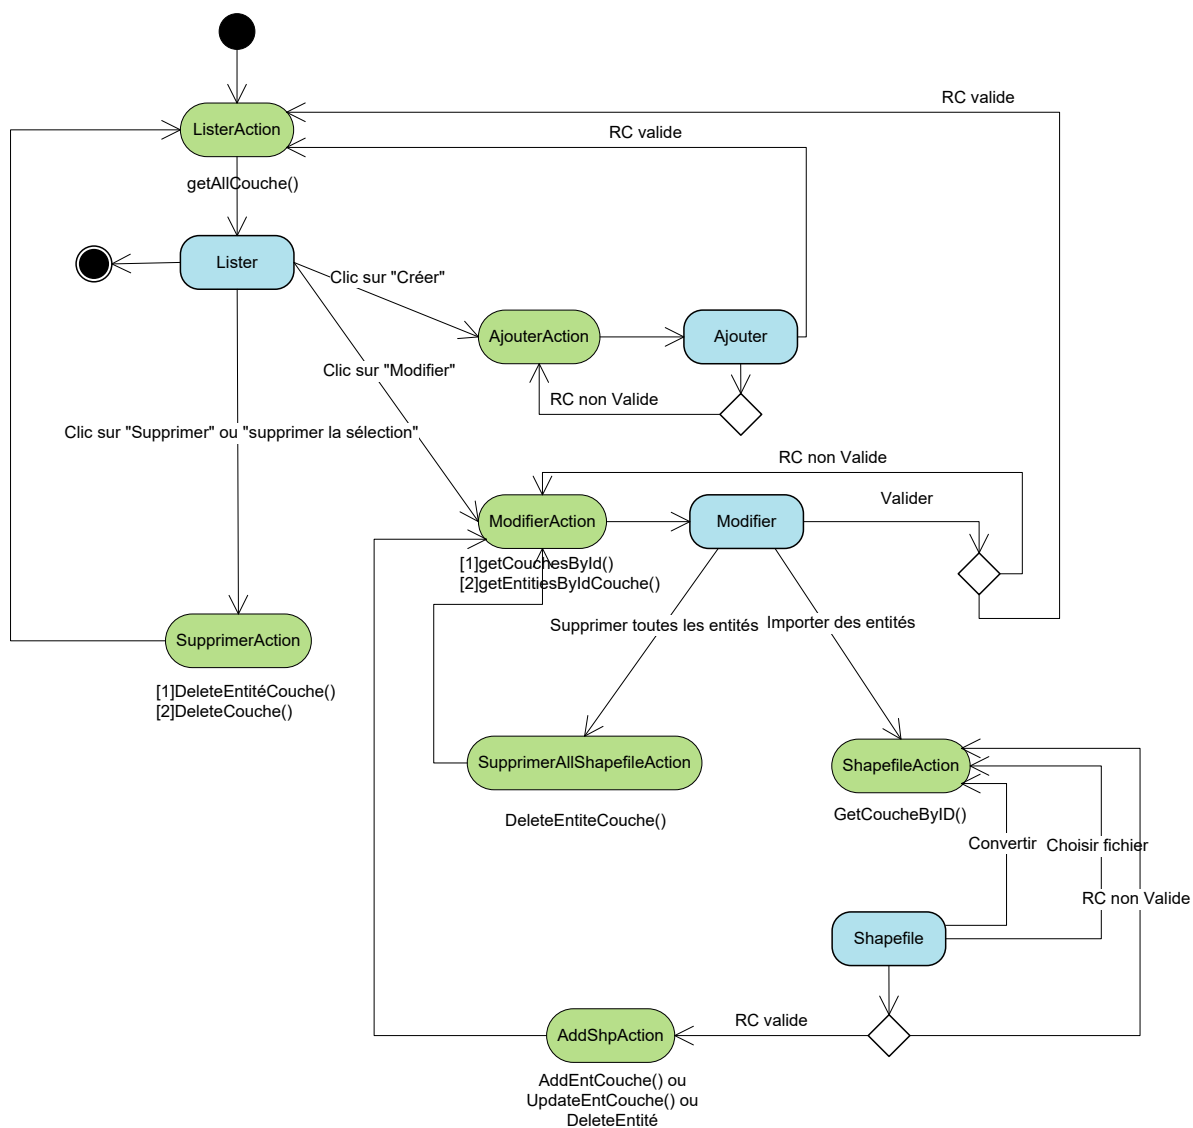 RC valide
ListerAction
RC valide
getAllCouche()
Lister
Clic sur "Créer"
AjouterAction
Ajouter
Clic sur "Modifier"
RC non Valide
Clic sur "Supprimer" ou "supprimer la sélection"
RC non Valide
Valider
ModifierAction
Modifier
[1]getCouchesById()
[2]getEntitiesByIdCouche()
Supprimer toutes les entités
Importer des entités
SupprimerAction
[1]DeleteEntitéCouche()
[2]DeleteCouche()
SupprimerAllShapefileAction
ShapefileAction
DeleteEntiteCouche()
GetCoucheByID()
Convertir
Choisir fichier
RC non Valide
Shapefile
RC valide
AddShpAction
AddEntCouche() ou
UpdateEntCouche() ou
DeleteEntité